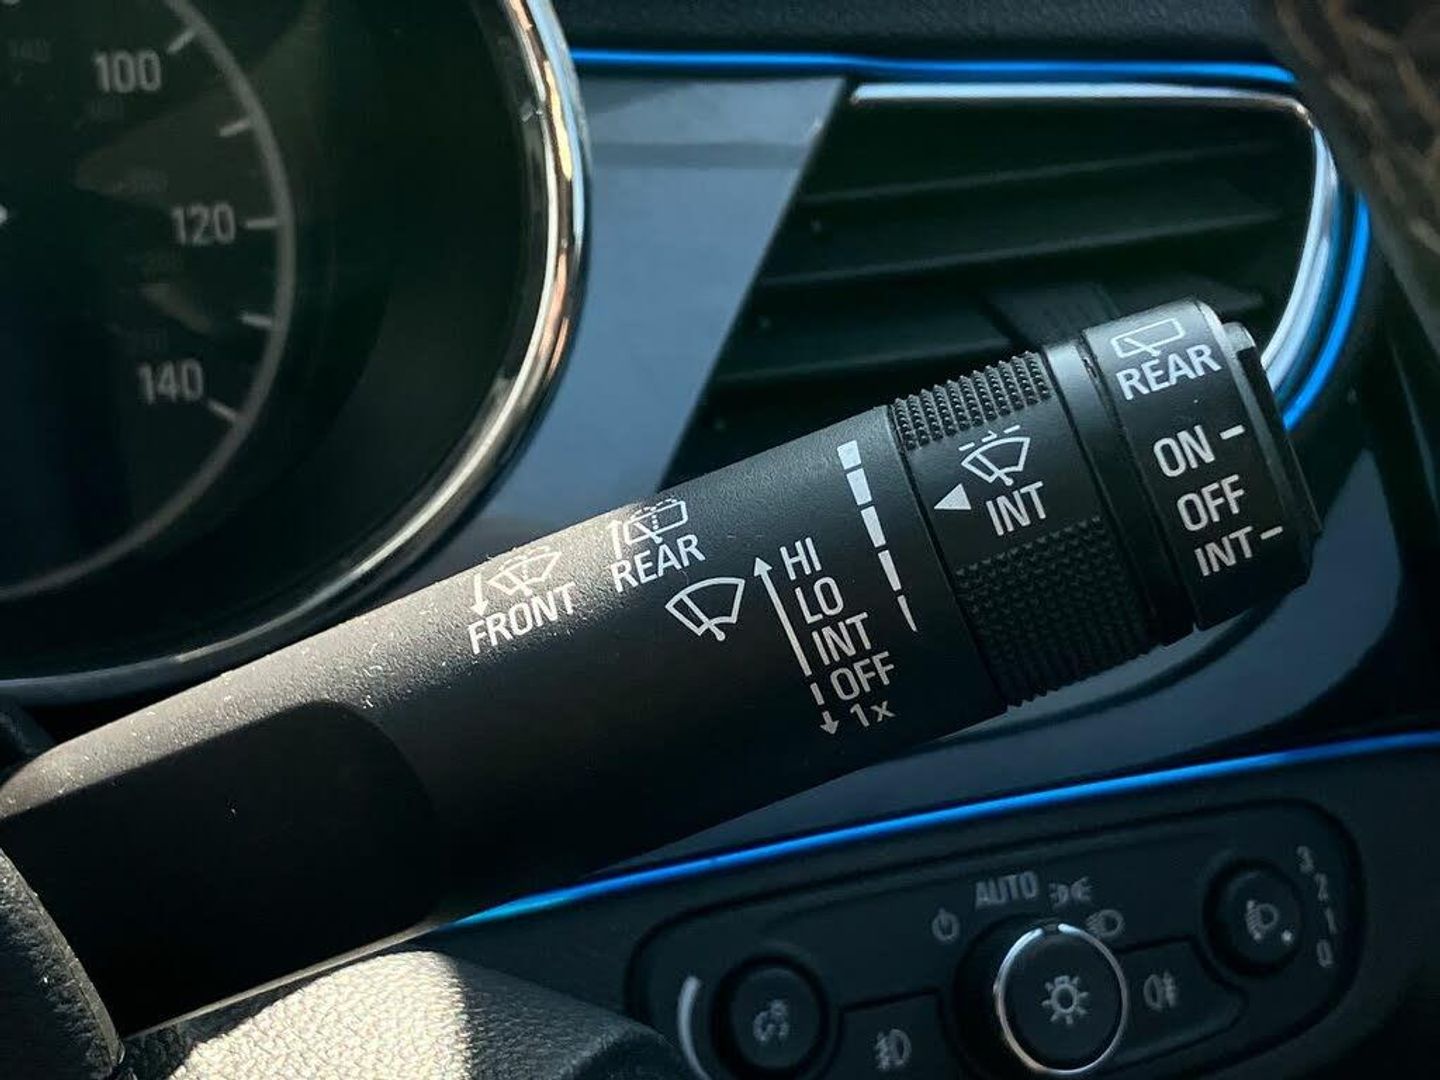 100
120
140
FRONT
REAR
HI
LO
INT
OFF
1x
INT
REAR
ON
OFF
INT
AUTO
3
2
1
0